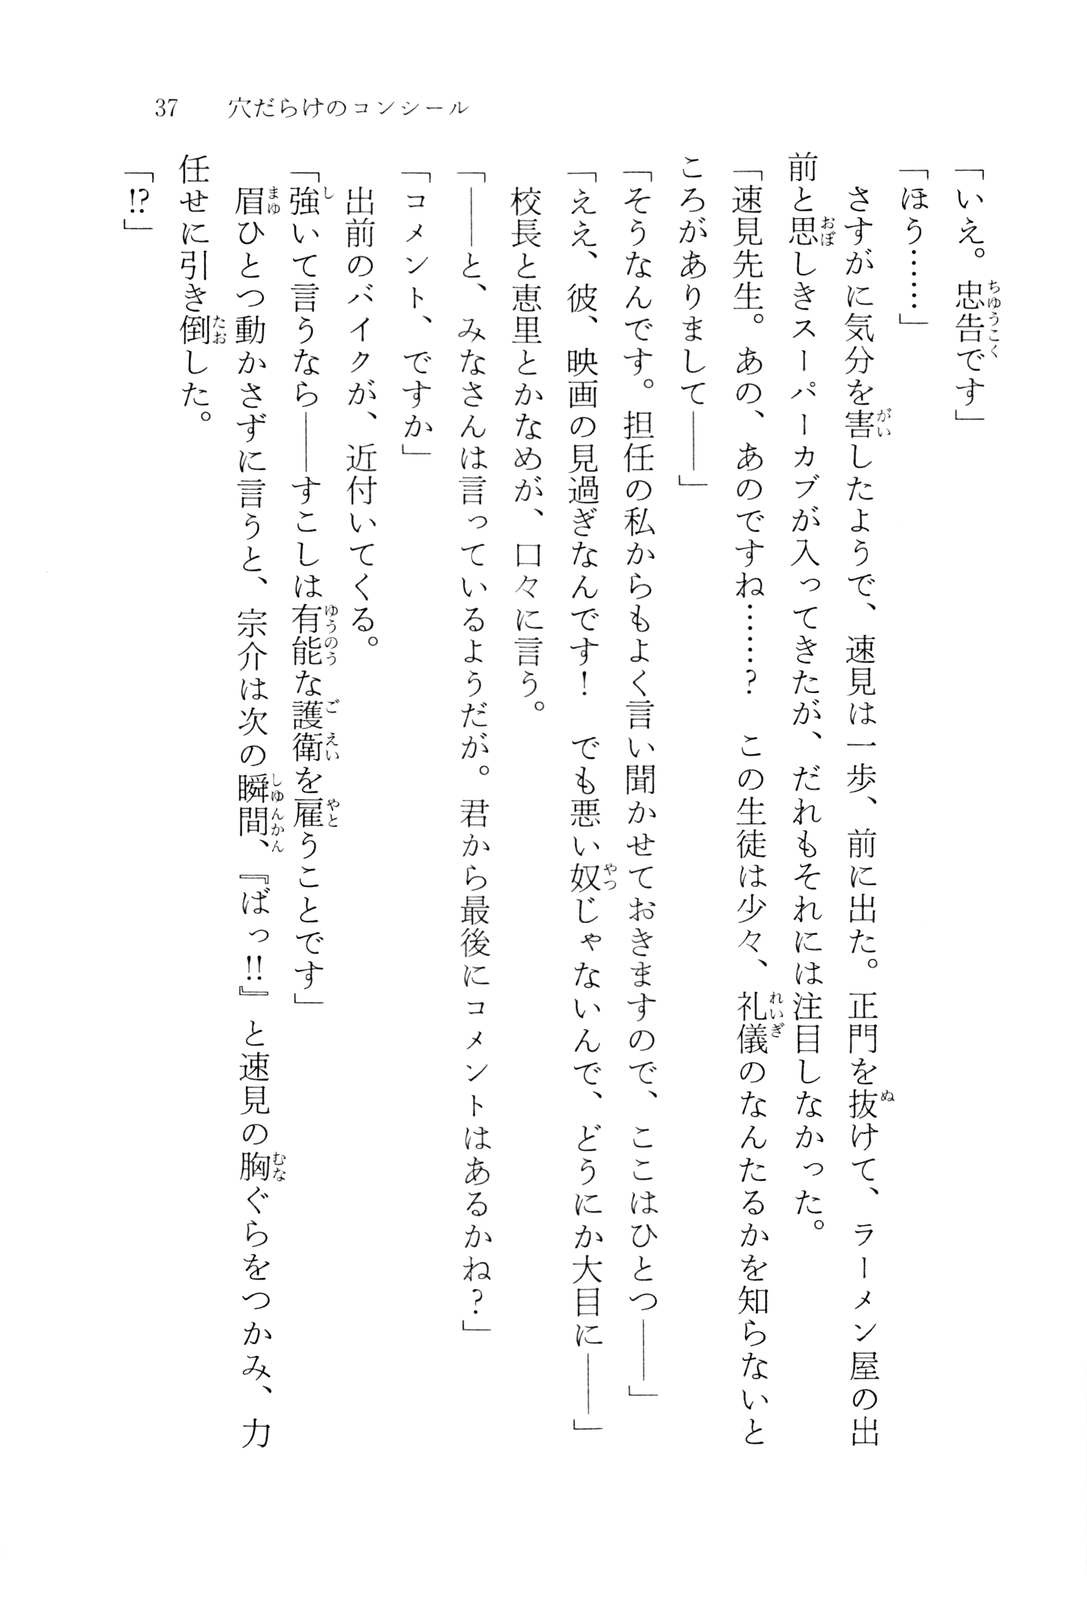 37　穴だらけのコンシール
「いえ。忠告です」
「ほう……」
　さすがに気分を害したようで、速見は一歩、前に出た。正門を抜けて、ラーメン屋の出
前と思しきスーパーカブが入ってきたが、だれもそれには注目しなかった。
「速見先生。あの、あのですね……？　この生徒は少々、礼儀のなんたるかを知らないと
ころがありまして――」
「そうなんです。担任の私からもよく言い聞かせておきますので、ここはひとつ――」
「ええ、彼、映画の見過ぎなんです！　でも悪い奴じゃないんで、どうにか大目に――」
　校長と恵里とかなめが、口々に言う。
「――と、みなさんは言っているようだが。君から最後にコメントはあるかね？」
「コメント、ですか」
　出前のバイクが、近付いてくる。
「強いて言うなら――すこしは有能な護衛を雇うことです」
　眉ひとつ動かさずに言うと、宗介は次の瞬間、『ばっ!!』と速見の胸ぐらをつかみ、力
任せに引き倒した。
「!?」